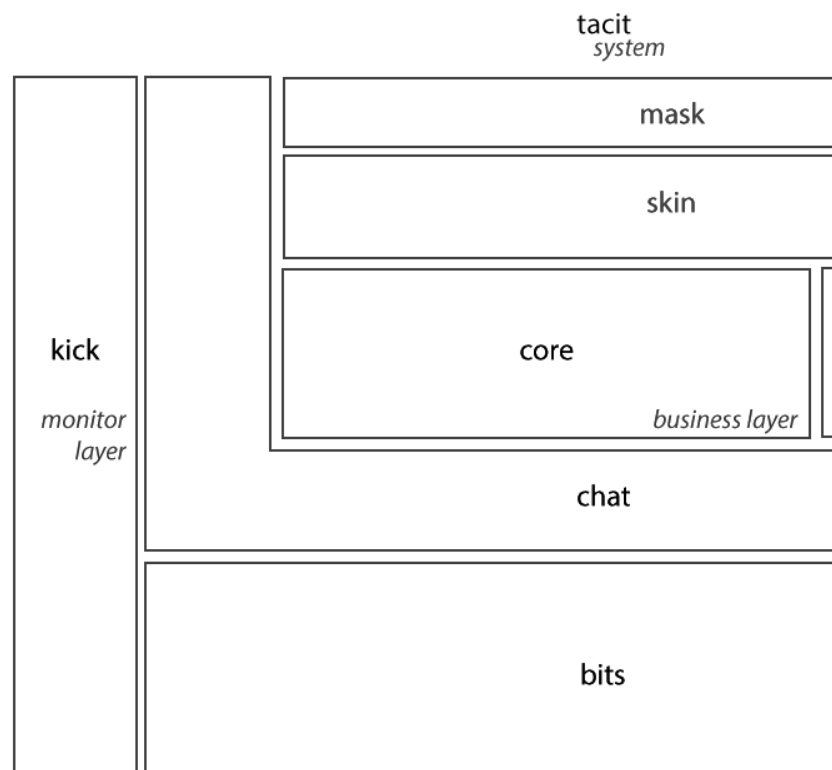 tacit
system
mask
skin
kick
core
monitor
layer
business layer
chat
bits